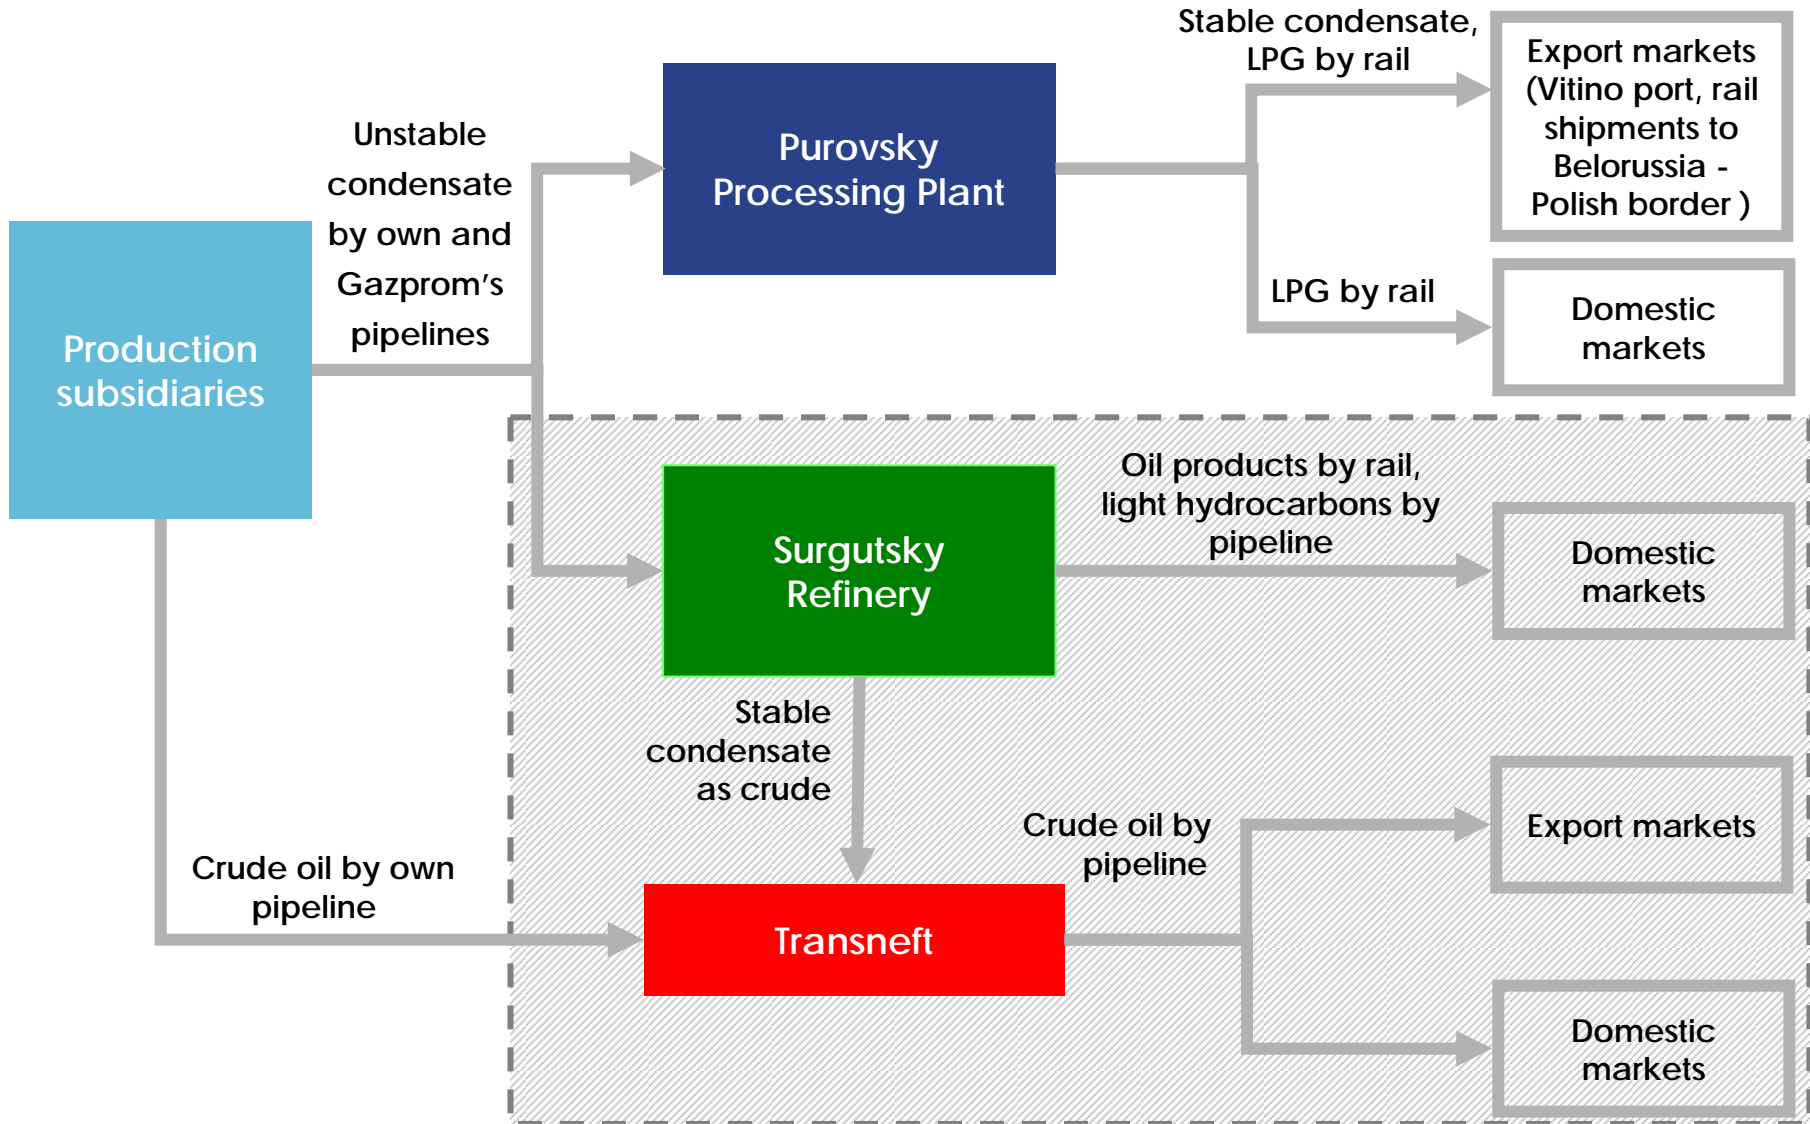 Stable condensate,
LPG by rail
Export markets
(Vitino port, rail
shipments to
Belorussia -
Polish border )
Unstable
condensate
by own and
Gazprom's
pipelines
Purovsky
Processing Plant
LPG by rail
Domestic
markets
Production
subsidiaries
Oil products by rail,
light hydrocarbons by
pipeline
Surgutsky
Refinery
Domestic
markets
Stable
condensate
as crude
Crude oil by
pipeline
Export markets
Crude oil by own
pipeline
Transneft
Domestic
markets